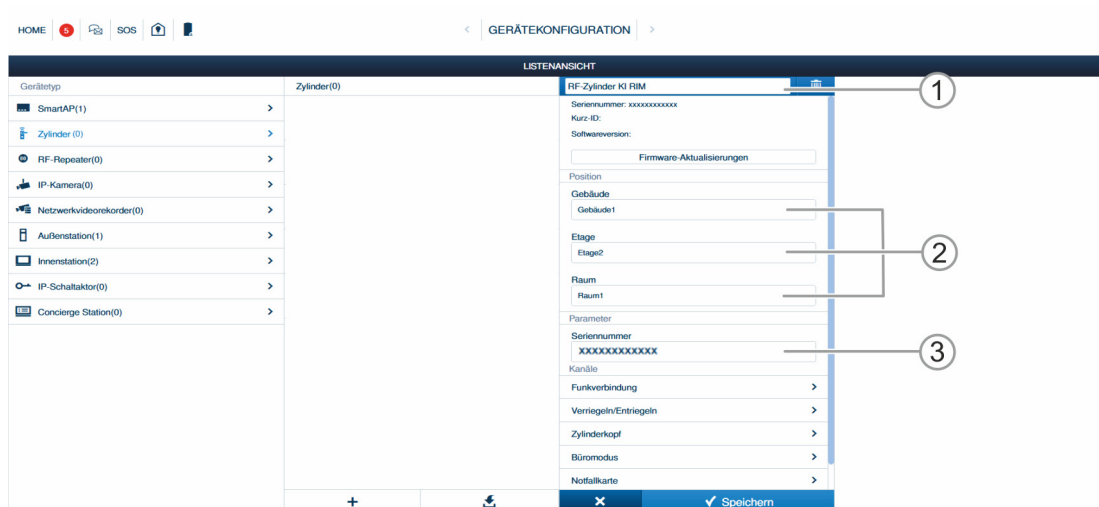 HOME 5 SOS < GERÄTEKONFIGURATION >
LISTENANSICHT
Gerätetyp
SmartAP(1)
Zylinder (0)
RF-Repeater(0)
IP-Kamera(0)
Netzwerkvideorekorder(0)
Außenstation(1)
Innenstation(2)
IP-Schaltaktor(0)
Concierge Station(0)
Zylinder(0)
RF-Zylinder KI RIM
Seriennummer: xxxxxxxxxxxx
Kurz-ID:
Softwareversion:
Firmware-Aktualisierungen
Position
Gebäude
Gebäude1
Etage
Etage2
Raum
Raum1
Parameter
Seriennummer
XXXXXXXXXXXX
Kanäle
Funkverbindung
Verriegeln/Entriegeln
Zylinderkopf
Büromodus
Notfallkarte
Speichern
1
2
3